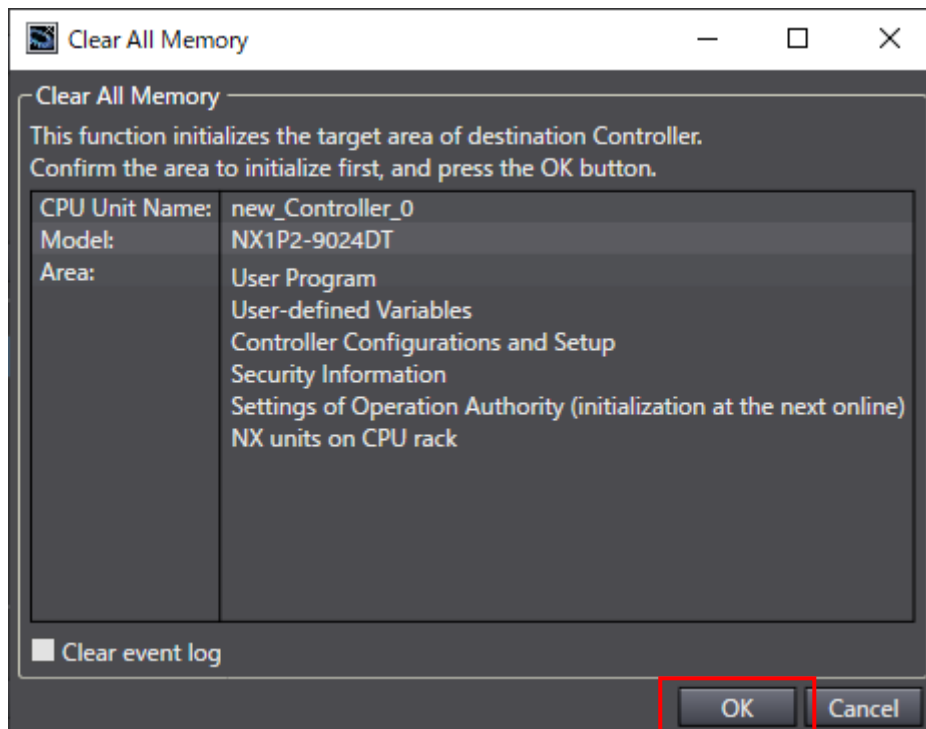 Clear All Memory
Clear All Memory
This function initializes the target area of destination Controller.
Confirm the area to initialize first, and press the OK button.
CPU Unit Name: new_Controller_0
Model: NX1P2-9024DT
Area: User Program
User-defined Variables
Controller Configurations and Setup
Security Information
Settings of Operation Authority (initialization at the next online)
NX units on CPU rack
Clear event log
OK Cancel